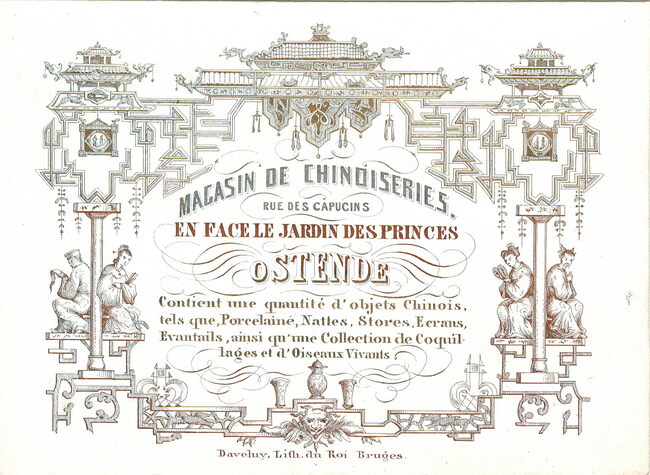 MAGASIN DE CHINOISERIES,
RUE DES CAPUCINS
EN FACE LE JARDIN DES PRINCES
OSTENDE
Contient une quantité d'objets Chinois,
tels que, Porcelainé, Nattes, Stores, Ecrans,
Evantails, ainsi qu'une Collection de Coquil-
lages et d'Oiseaux Vivants.
Daveluy, Lith. du Roi Bruges.